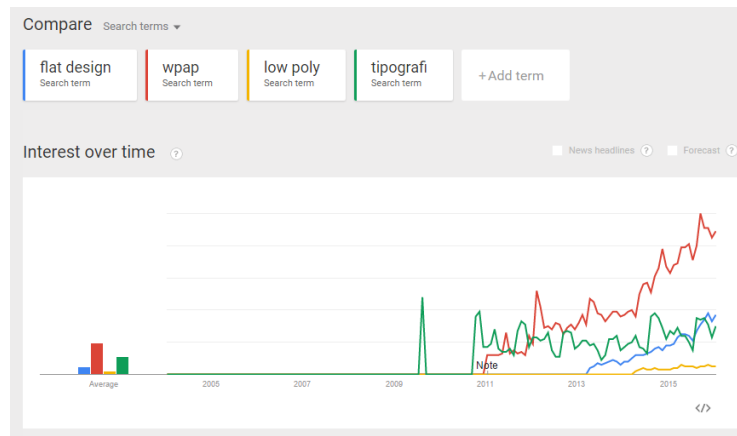 Compare Search terms
flat design wpap low poly tipografi +Add term
Search term Search term Search term Search term
Interest over time ? News headlines ? Forecast ?
Note
Average 2005 2007 2009 2011 2013 2015
</>